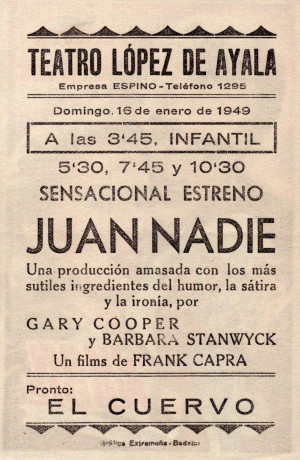 TEATRO LÓPEZ DE AYALA
Empresa ESPINO - Teléfono 1295
Domingo, 16 de enero de 1949
A las 3'45, INFANTIL
5'30, 7'45 y 10'30
SENSACIONAL ESTRENO
JUAN NADIE
Una producción amasada con los más
sutiles ingredientes del humor, la sátira
y la ironía, por
GARY COOPER
y BARBARA STANWYCK
Un films de FRANK CAPRA
Pronto:
EL CUERVO
Gráfica Extremeña - Badajoz